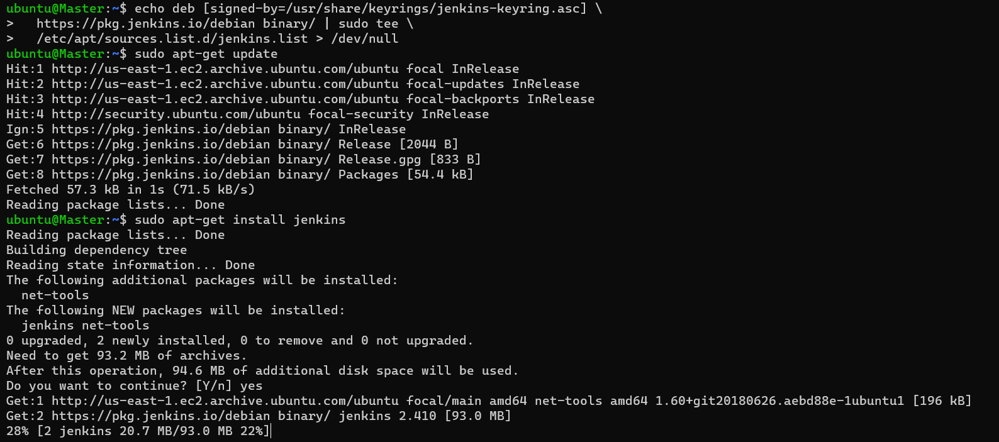 ubuntu@Master:~$ echo deb [signed-by=/usr/share/keyrings/jenkins-keyring.asc] \
>   https://pkg.jenkins.io/debian binary/ | sudo tee \
>   /etc/apt/sources.list.d/jenkins.list > /dev/null
ubuntu@Master:~$ sudo apt-get update
Hit:1 http://us-east-1.ec2.archive.ubuntu.com/ubuntu focal InRelease
Hit:2 http://us-east-1.ec2.archive.ubuntu.com/ubuntu focal-updates InRelease
Hit:3 http://us-east-1.ec2.archive.ubuntu.com/ubuntu focal-backports InRelease
Hit:4 http://security.ubuntu.com/ubuntu focal-security InRelease
Ign:5 https://pkg.jenkins.io/debian binary/ InRelease
Get:6 https://pkg.jenkins.io/debian binary/ Release [2044 B]
Get:7 https://pkg.jenkins.io/debian binary/ Release.gpg [833 B]
Get:8 https://pkg.jenkins.io/debian binary/ Packages [54.4 kB]
Fetched 57.3 kB in 1s (71.5 kB/s)
Reading package lists... Done
ubuntu@Master:~$ sudo apt-get install jenkins
Reading package lists... Done
Building dependency tree
Reading state information... Done
The following additional packages will be installed:
  net-tools
The following NEW packages will be installed:
  jenkins net-tools
0 upgraded, 2 newly installed, 0 to remove and 0 not upgraded.
Need to get 93.2 MB of archives.
After this operation, 94.6 MB of additional disk space will be used.
Do you want to continue? [Y/n] yes
Get:1 http://us-east-1.ec2.archive.ubuntu.com/ubuntu focal/main amd64 net-tools amd64 1.60+git20180626.aebd88e-1ubuntu1 [196 kB]
Get:2 https://pkg.jenkins.io/debian binary/ jenkins 2.410 [93.0 MB]
28% [2 jenkins 20.7 MB/93.0 MB 22%]